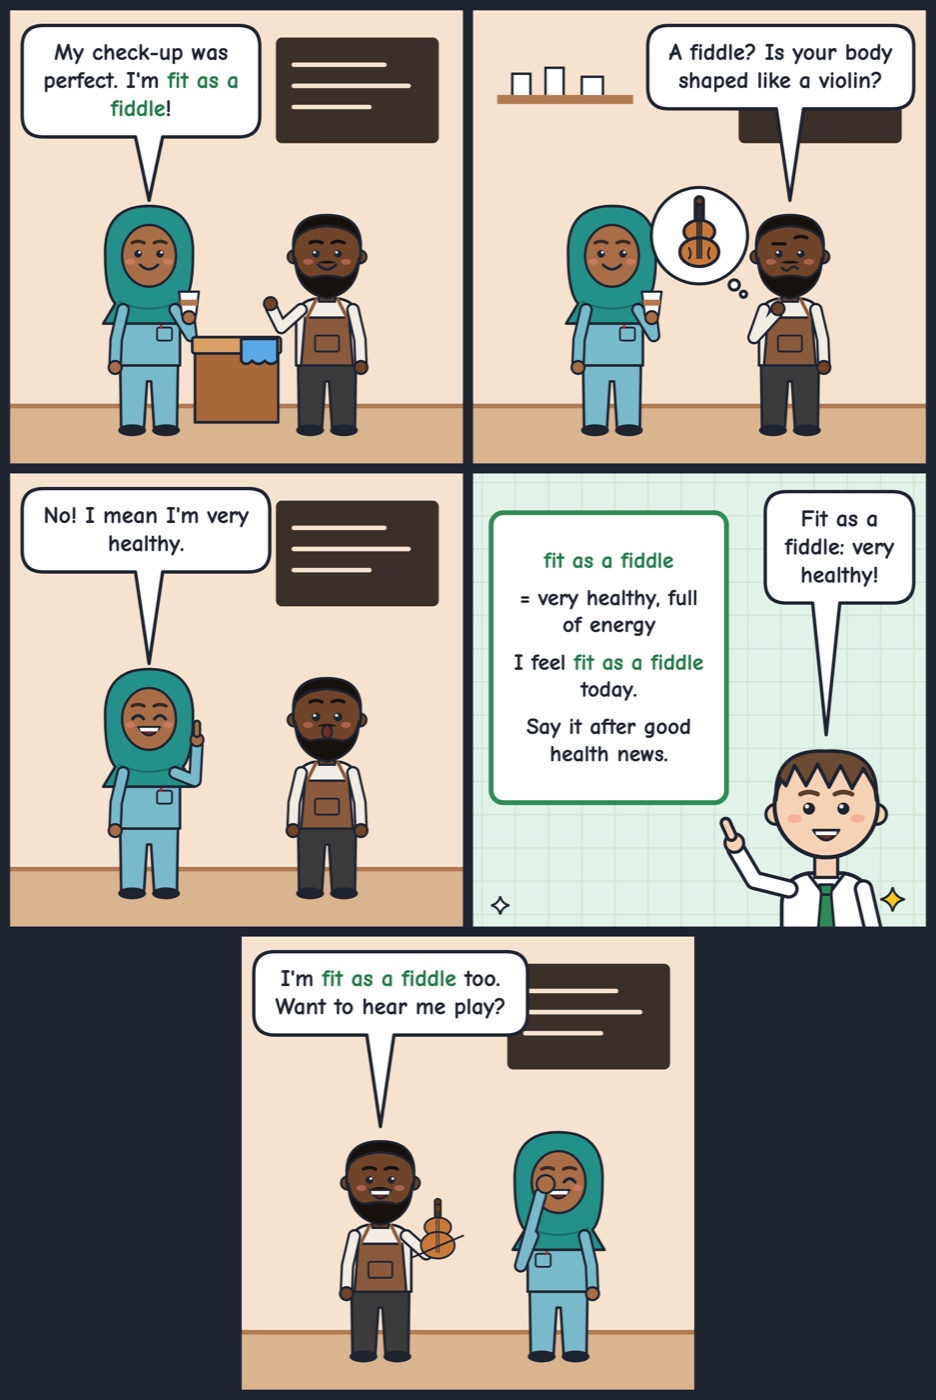 My check-up was
perfect. I'm fit as a
fiddle!
A fiddle? Is your body
shaped like a violin?
No! I mean I'm very
healthy.
fit as a fiddle
= very healthy, full
of energy
I feel fit as a fiddle
today.
Say it after good
health news.
Fit as a
fiddle: very
healthy!
I'm fit as a fiddle too.
Want to hear me play?